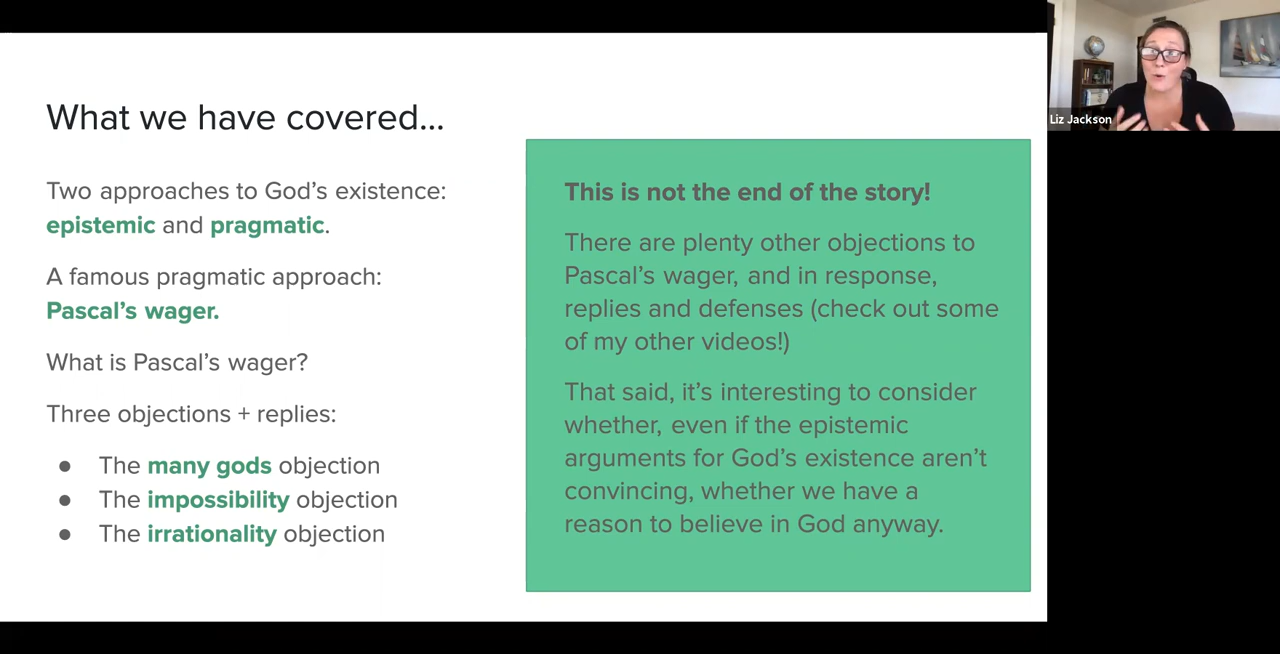 What we have covered...
Two approaches to God's existence:
epistemic and pragmatic.
A famous pragmatic approach:
Pascal's wager.
What is Pascal's wager?
Three objections + replies:
● The many gods objection
● The impossibility objection
● The irrationality objection
This is not the end of the story!
There are plenty other objections to
Pascal's wager, and in response,
replies and defenses (check out some
of my other videos!)
That said, it's interesting to consider
whether, even if the epistemic
arguments for God's existence aren't
convincing, whether we have a
reason to believe in God anyway.
Liz Jackson